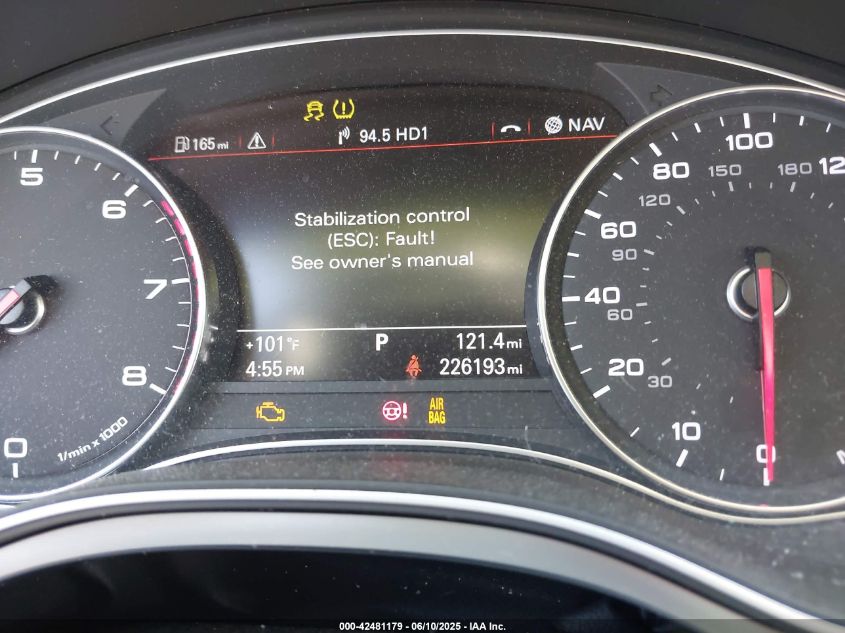 165 mi
94.5 HD1
NAV
Stabilization control
(ESC): Fault!
See owner's manual
+101°F
P
121.4 mi
4:55 PM
226193 mi
AIR
BAG
5
6
7
8
0
1/min x 1000
0
10
20
30
40
60
60
90
80
120
100
150
180
12
000-42481179 - 06/10/2025 - IAA Inc.